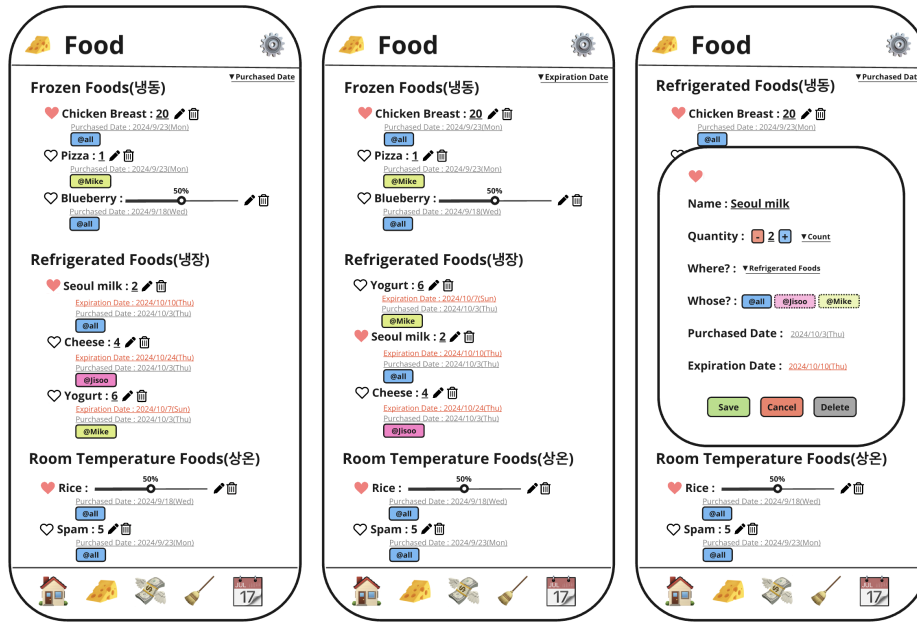 Food
▼Purchased Date
Frozen Foods(냉동)
Chicken Breast : 20
Purchased Date : 2024/9/23(Mon)
@all
Pizza : 1
Purchased Date : 2024/9/23(Mon)
@Mike
50%
Blueberry :
Purchased Date : 2024/9/18(Wed)
@all
Refrigerated Foods(냉장)
Seoul milk : 2
Expiration Date : 2024/10/10(Thu)
Purchased Date : 2024/10/3(Thu)
@all
Cheese : 4
Expiration Date : 2024/10/24(Thu)
Purchased Date : 2024/10/3(Thu)
@Jisoo
Yogurt : 6
Expiration Date : 2024/10/7(Sun)
Purchased Date : 2024/10/3(Thu)
@Mike
Room Temperature Foods(상온)
50%
Rice :
Purchased Date : 2024/9/18(Wed)
@all
Spam : 5
Purchased Date : 2024/9/23(Mon)
@all
JUL
17
Food
▼Expiration Date
Frozen Foods(냉동)
Chicken Breast : 20
Purchased Date : 2024/9/23(Mon)
@all
Pizza : 1
Purchased Date : 2024/9/23(Mon)
@Mike
50%
Blueberry :
Purchased Date : 2024/9/18(Wed)
@all
Refrigerated Foods(냉장)
Yogurt : 6
Expiration Date : 2024/10/7(Sun)
Purchased Date : 2024/10/3(Thu)
@Mike
Seoul milk : 2
Expiration Date : 2024/10/10(Thu)
Purchased Date : 2024/10/3(Thu)
@all
Cheese : 4
Expiration Date : 2024/10/24(Thu)
Purchased Date : 2024/10/3(Thu)
@Jisoo
Room Temperature Foods(상온)
50%
Rice :
Purchased Date : 2024/9/18(Wed)
@all
Spam : 5
Purchased Date : 2024/9/23(Mon)
@all
JUL
17
Food
▼Purchased Date
Refrigerated Foods(냉동)
Chicken Breast : 20
Purchased Date : 2024/9/23(Mon)
@all
Name : Seoul milk
Quantity : - 2 + ▼Count
Where? : ▼Refrigerated Foods
Whose? : @all @Jisoo @Mike
Purchased Date : 2024/10/3(Thu)
Expiration Date : 2024/10/10(Thu)
Save Cancel Delete
Room Temperature Foods(상온)
50%
Rice :
Purchased Date : 2024/9/18(Wed)
@all
Spam : 5
Purchased Date : 2024/9/23(Mon)
@all
JUL
17